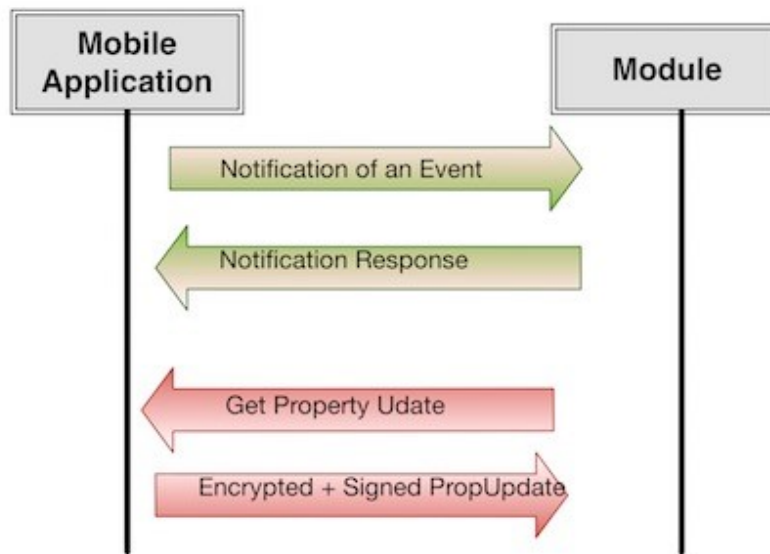 Mobile
Application
Module
Notification of an Event
Notification Response
Get Property Udate
Encrypted + Signed PropUpdate